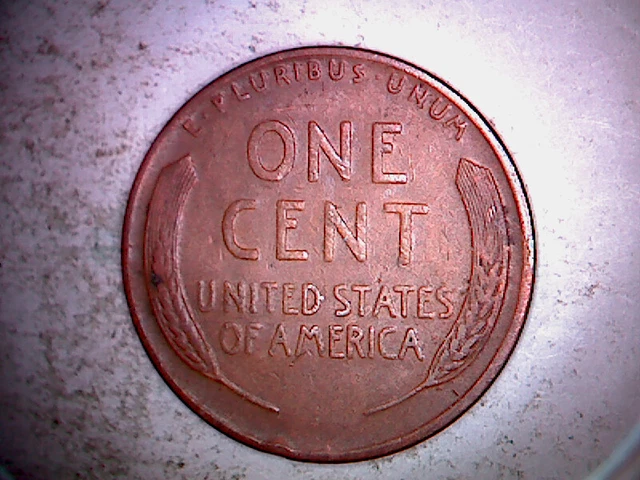 E·PLURIBUS·UNUM
ONE
CENT
UNITED·STATES
OF AMERICA